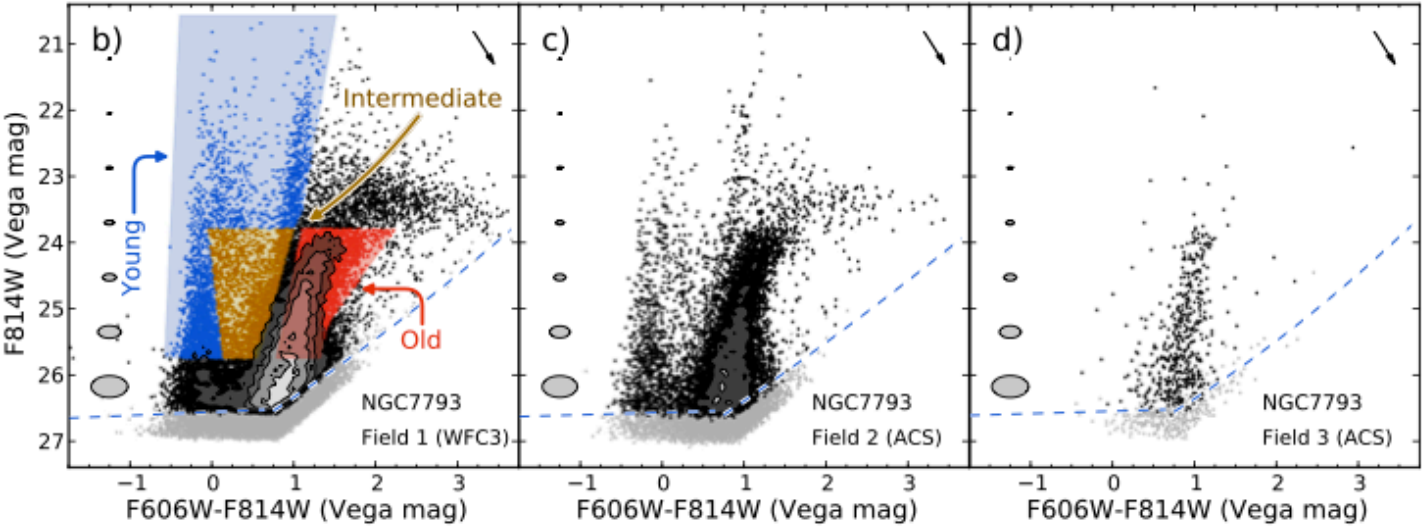 b)
c)
d)
21
22
23
24
25
26
27
F814W (Vega mag)
Intermediate
Young
Old
NGC7793
Field 1 (WFC3)
NGC7793
Field 2 (ACS)
NGC7793
Field 3 (ACS)
−1 0 1 2 3
−1 0 1 2 3
−1 0 1 2 3
F606W-F814W (Vega mag)
F606W-F814W (Vega mag)
F606W-F814W (Vega mag)